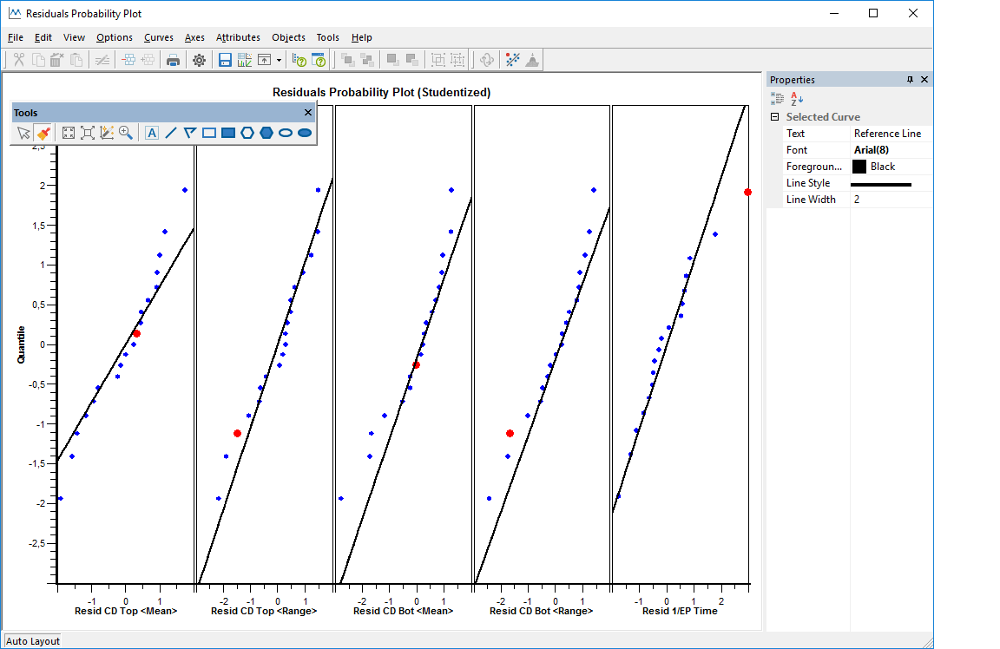 Residuals Probability Plot
File Edit View Options Curves Axes Attributes Objects Tools Help
Properties
Selected Curve
Text Reference Line
Font Arial(8)
Foregroun... Black
Line Style
Line Width 2
Residuals Probability Plot (Studentized)
Tools
A
Quantile
2,5
2
1,5
1
0,5
0
-0,5
-1
-1,5
-2
-2,5
-1 0 1 -2 -1 0 1 -2 -1 0 1 -2 -1 0 1 -1 0 1 2
Resid CD Top <Mean> Resid CD Top <Range> Resid CD Bot <Mean> Resid CD Bot <Range> Resid 1/EP Time
Auto Layout